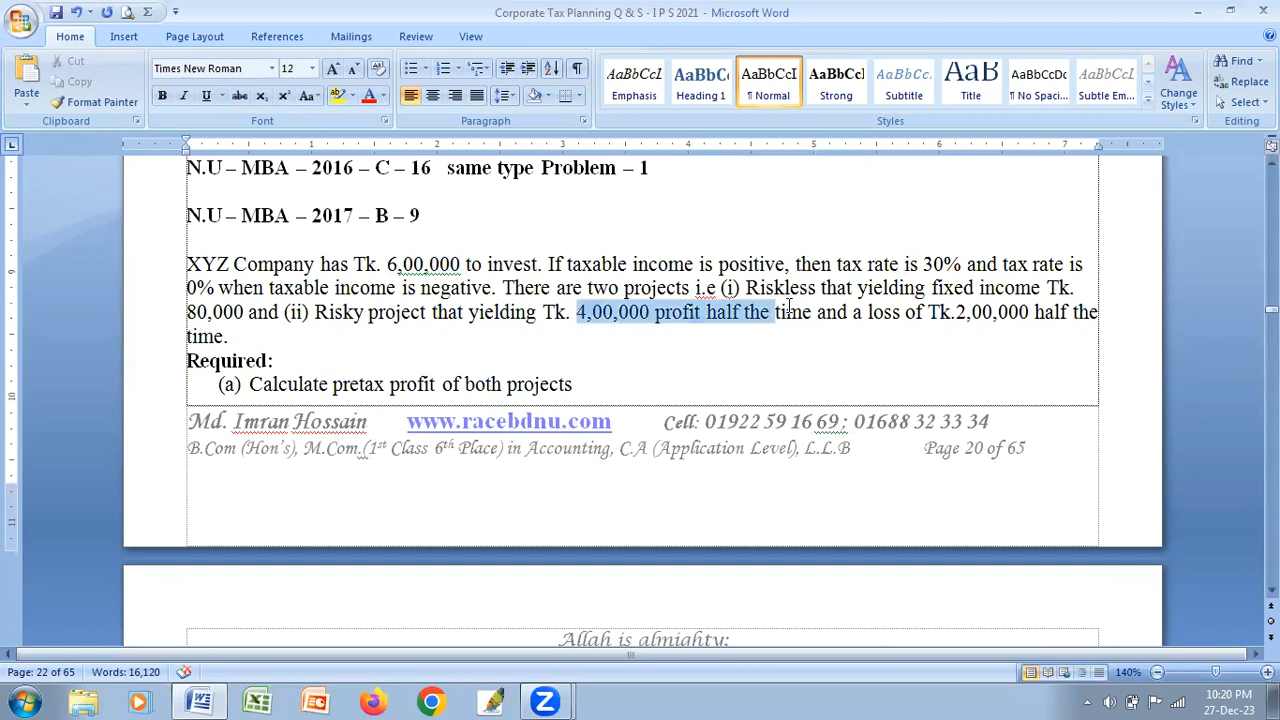 Corporate Tax Planning Q & S - I P S 2021 - Microsoft Word
Home Insert Page Layout References Mailings Review View
Paste Cut Copy Format Painter
Times New Roman 12
AaBbCcI AaBbC( AaBbCcI AaBbCcl AaBbCcl AaB AaBbCcDc AaBbCcI
Emphasis Heading 1 ¶ Normal Strong Subtitle Title ¶ No Spaci... Subtle Em...
Change Styles
Find
Replace
Select
Clipboard Font Paragraph Styles Editing
N.U – MBA – 2016 – C – 16 same type Problem – 1
N.U – MBA – 2017 – B – 9
XYZ Company has Tk. 6,00,000 to invest. If taxable income is positive, then tax rate is 30% and tax rate is
0% when taxable income is negative. There are two projects i.e (i) Riskless that yielding fixed income Tk.
80,000 and (ii) Risky project that yielding Tk. 4,00,000 profit half the time and a loss of Tk.2,00,000 half the
time.
Required:
(a) Calculate pretax profit of both projects
Md. Imran Hossain www.racebdnu.com Cell: 01922 59 16 69 ; 01688 32 33 34
B.Com (Hon's), M.Com.(1st Class 6th Place) in Accounting, C.A (Application Level), L.L.B Page 20 of 65
Allah is almighty;
Page: 22 of 65 Words: 16,120 140%
10:20 PM
27-Dec-23